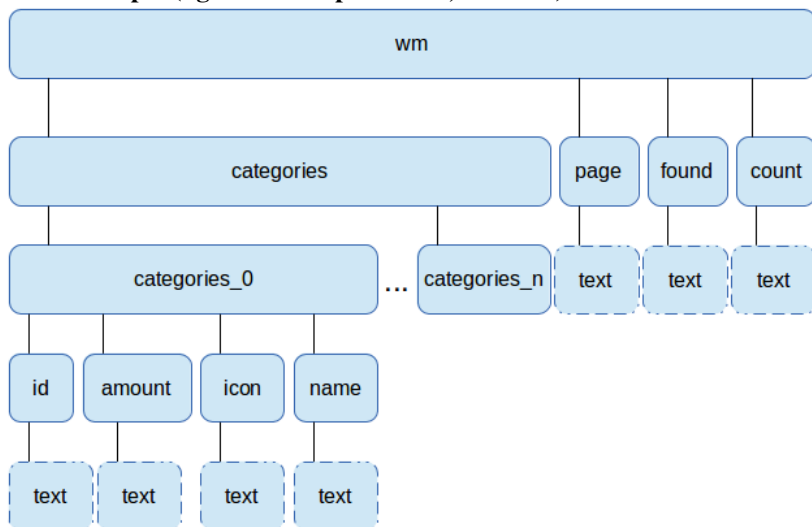 wm
categories page found count
categories_0 ... categories_n text text text
id amount icon name
text text text text